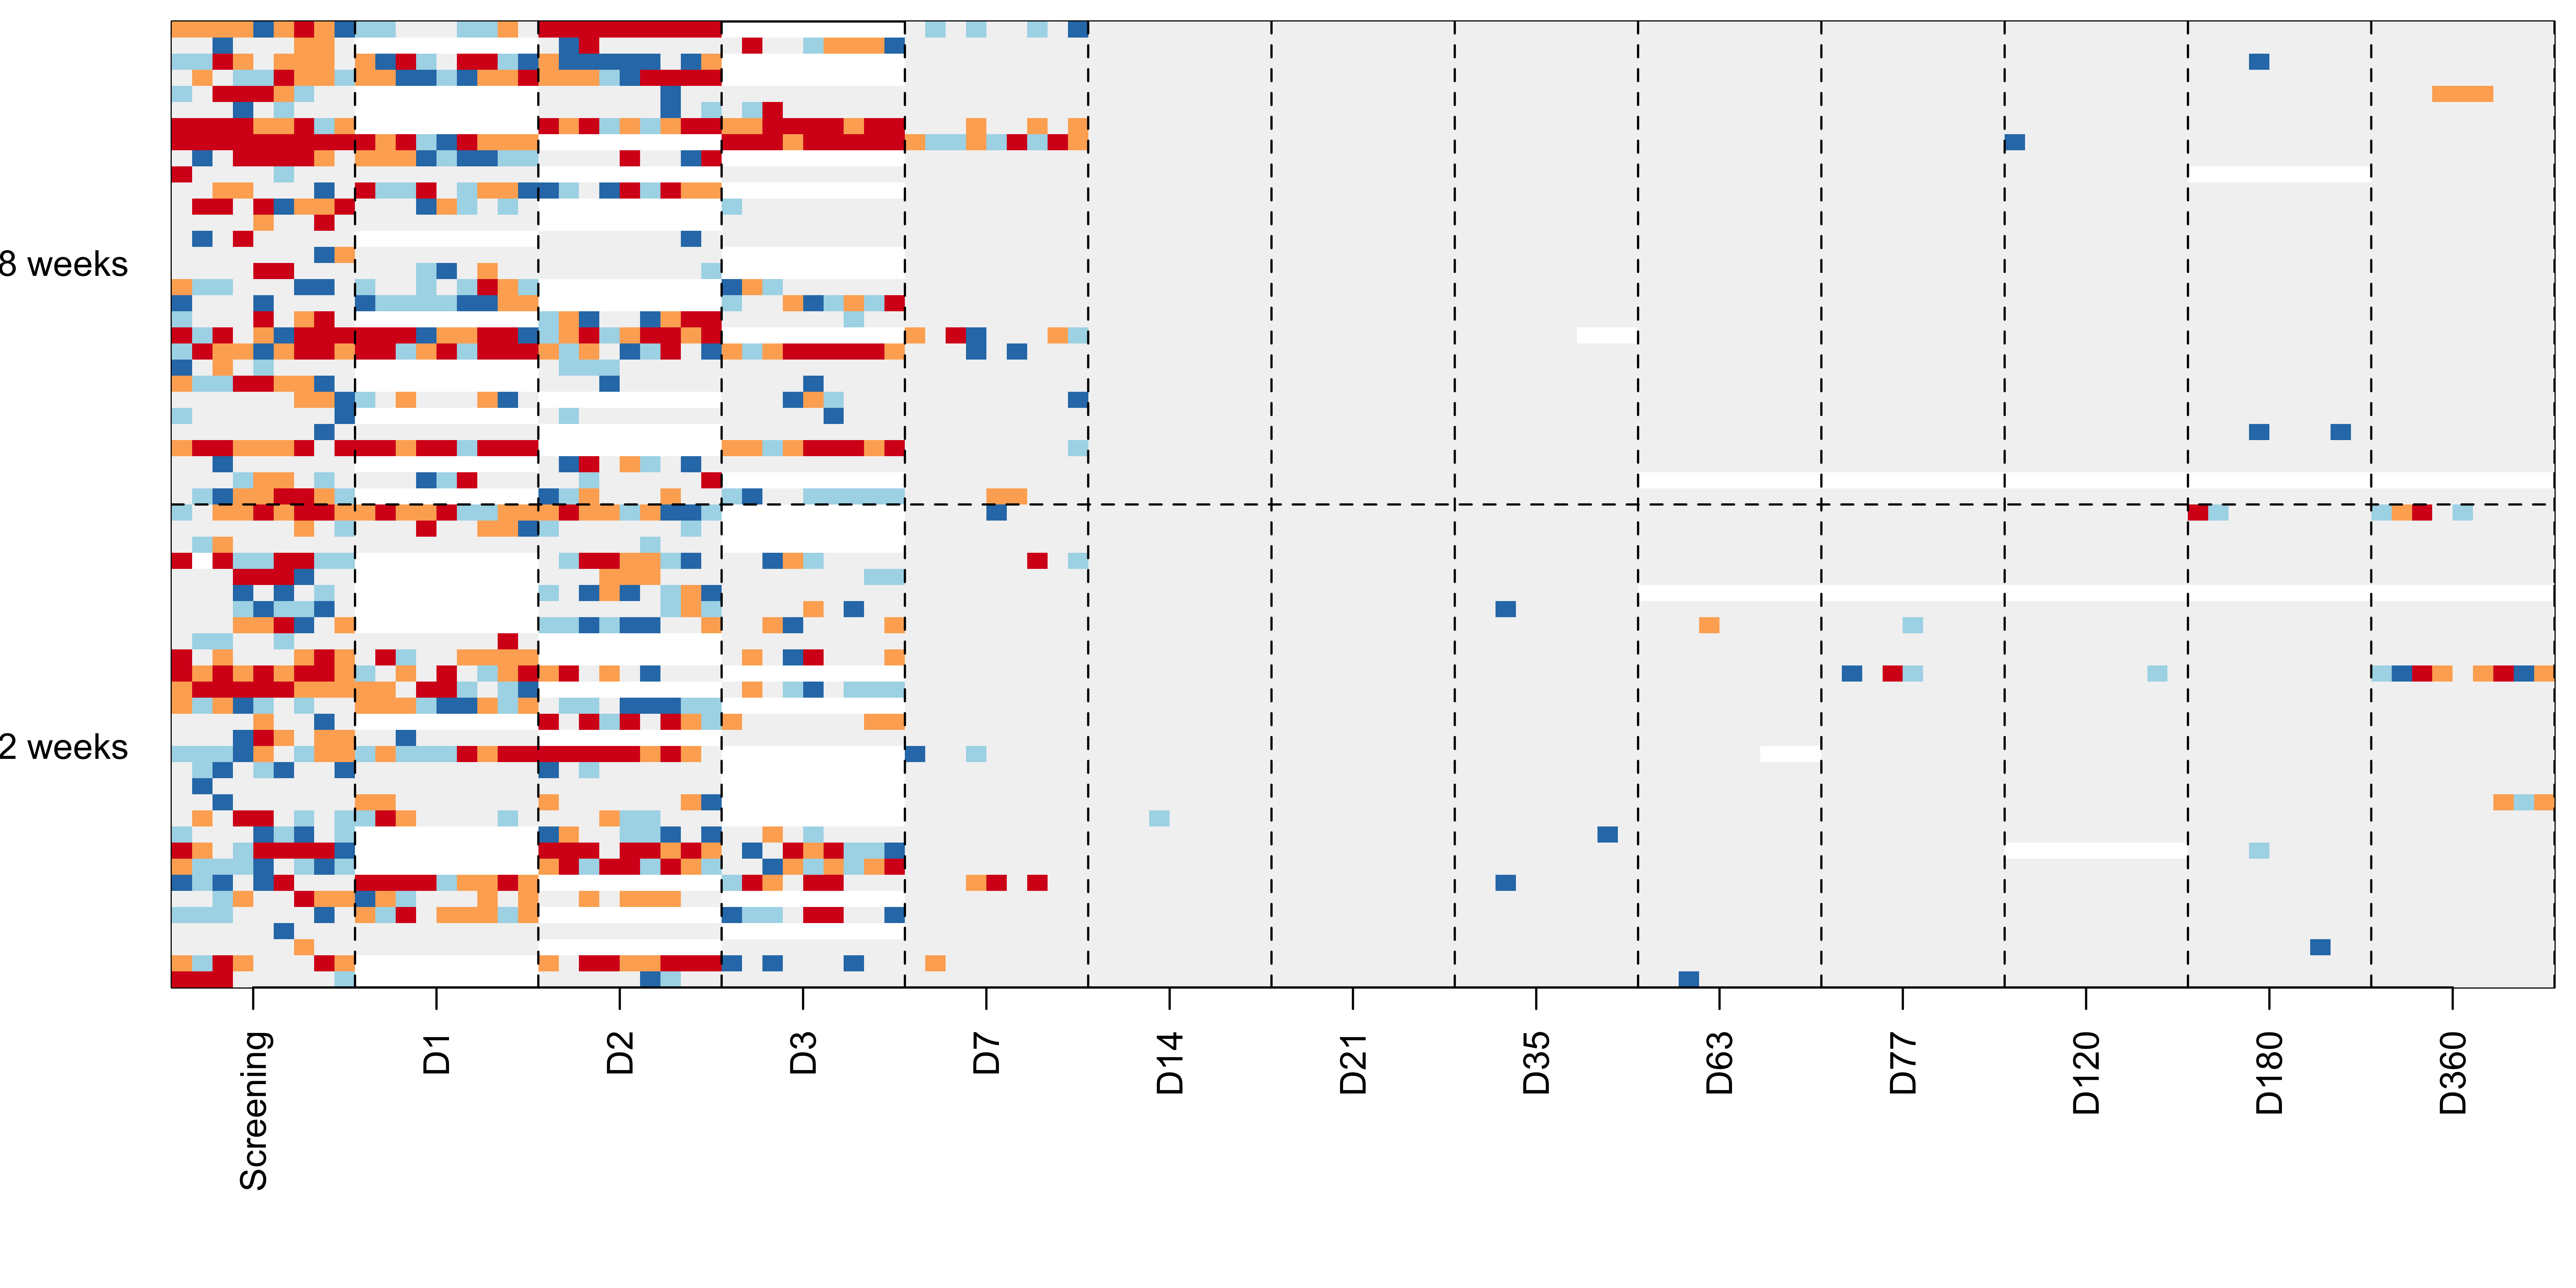 8 weeks
2 weeks
Screening
D1
D2
D3
D7
D14
D21
D35
D63
D77
D120
D180
D360